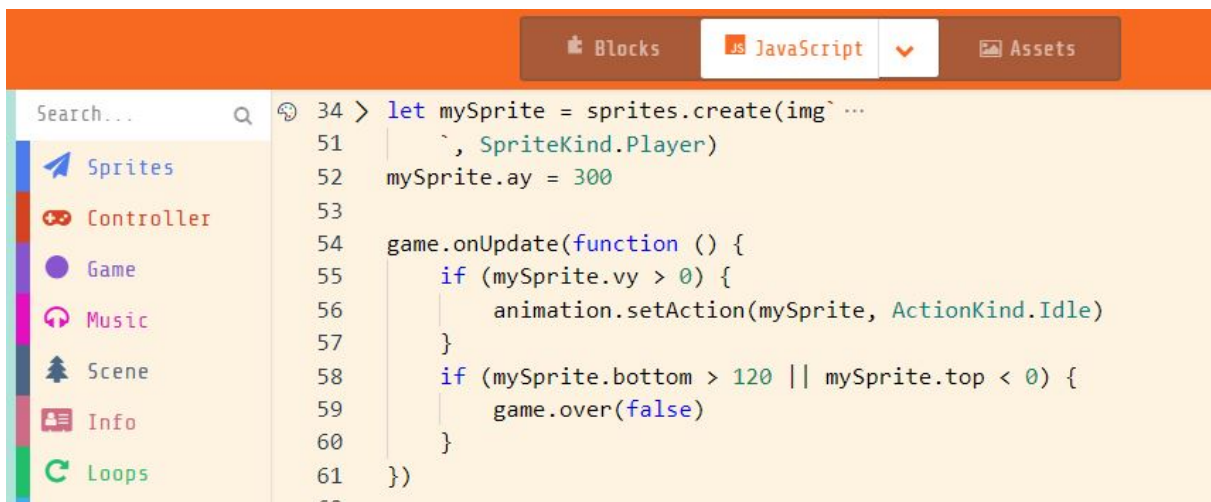 Blocks
JS JavaScript
Assets
Search...
Sprites
Controller
Game
Music
Scene
Info
Loops
34 let mySprite = sprites.create(img` ···
51 `, SpriteKind.Player)
52 mySprite.ay = 300
53
54 game.onUpdate(function () {
55 if (mySprite.vy > 0) {
56 animation.setAction(mySprite, ActionKind.Idle)
57 }
58 if (mySprite.bottom > 120 || mySprite.top < 0) {
59 game.over(false)
60 }
61 })